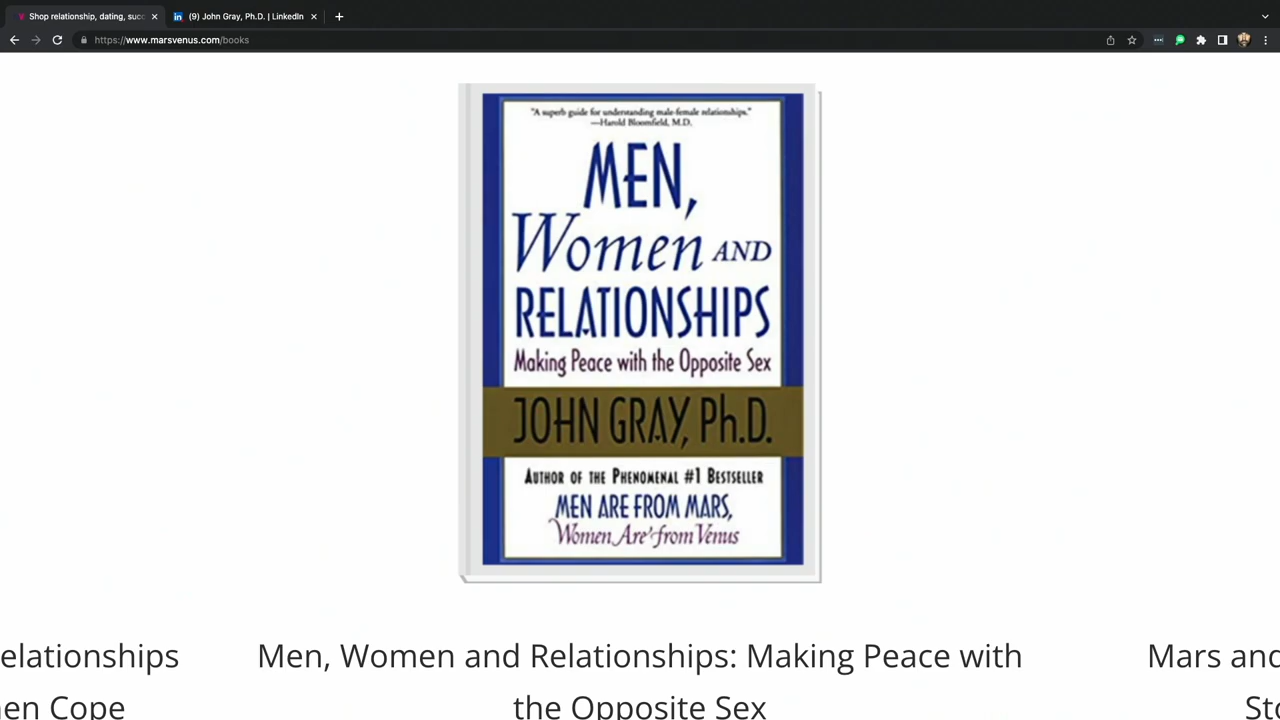 Shop relationship, dating, suc
(9) John Gray, Ph.D. | LinkedIn
https://www.marsvenus.com/books
"A superb guide for understanding male-female relationships."
—Harold Bloomfield, M.D.
MEN,
Women AND
RELATIONSHIPS
Making Peace with the Opposite Sex
JOHN GRAY, Ph.D.
AUTHOR OF THE PHENOMENAL #1 BESTSELLER
MEN ARE FROM MARS,
Women Are from Venus
elationships
en Cope
Men, Women and Relationships: Making Peace with
the Opposite Sex
Mars and
Sto